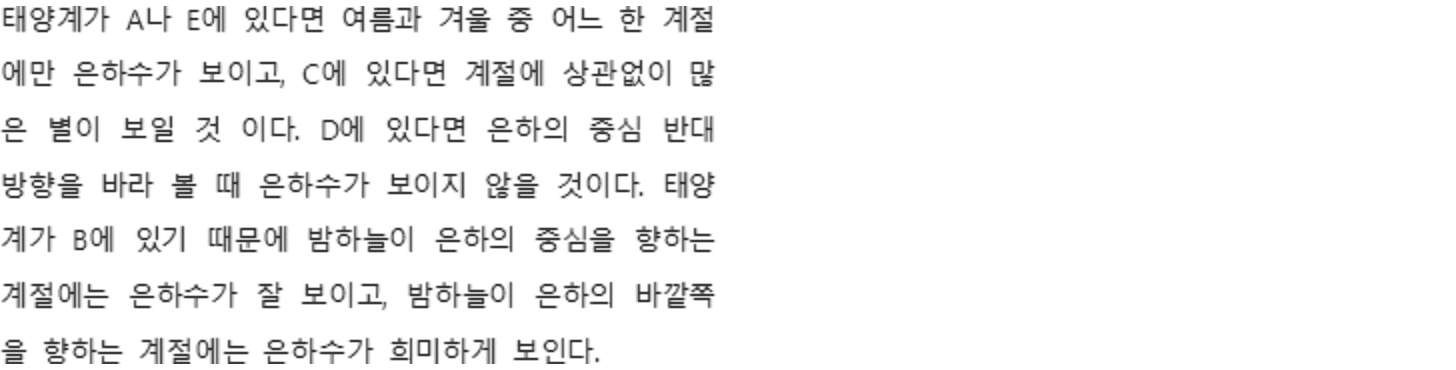 태양계가 A나 E에 있다면 여름과 겨울 중 어느 한 계절
에만 은하수가 보이고, C에 있다면 계절에 상관없이 많
은 별이 보일 것 이다. D에 있다면 은하의 중심 반대
방향을 바라 볼 때 은하수가 보이지 않을 것이다. 태양
계가 B에 있기 때문에 밤하늘이 은하의 중심을 향하는
계절에는 은하수가 잘 보이고, 밤하늘이 은하의 바깥쪽
을 향하는 계절에는 은하수가 희미하게 보인다.